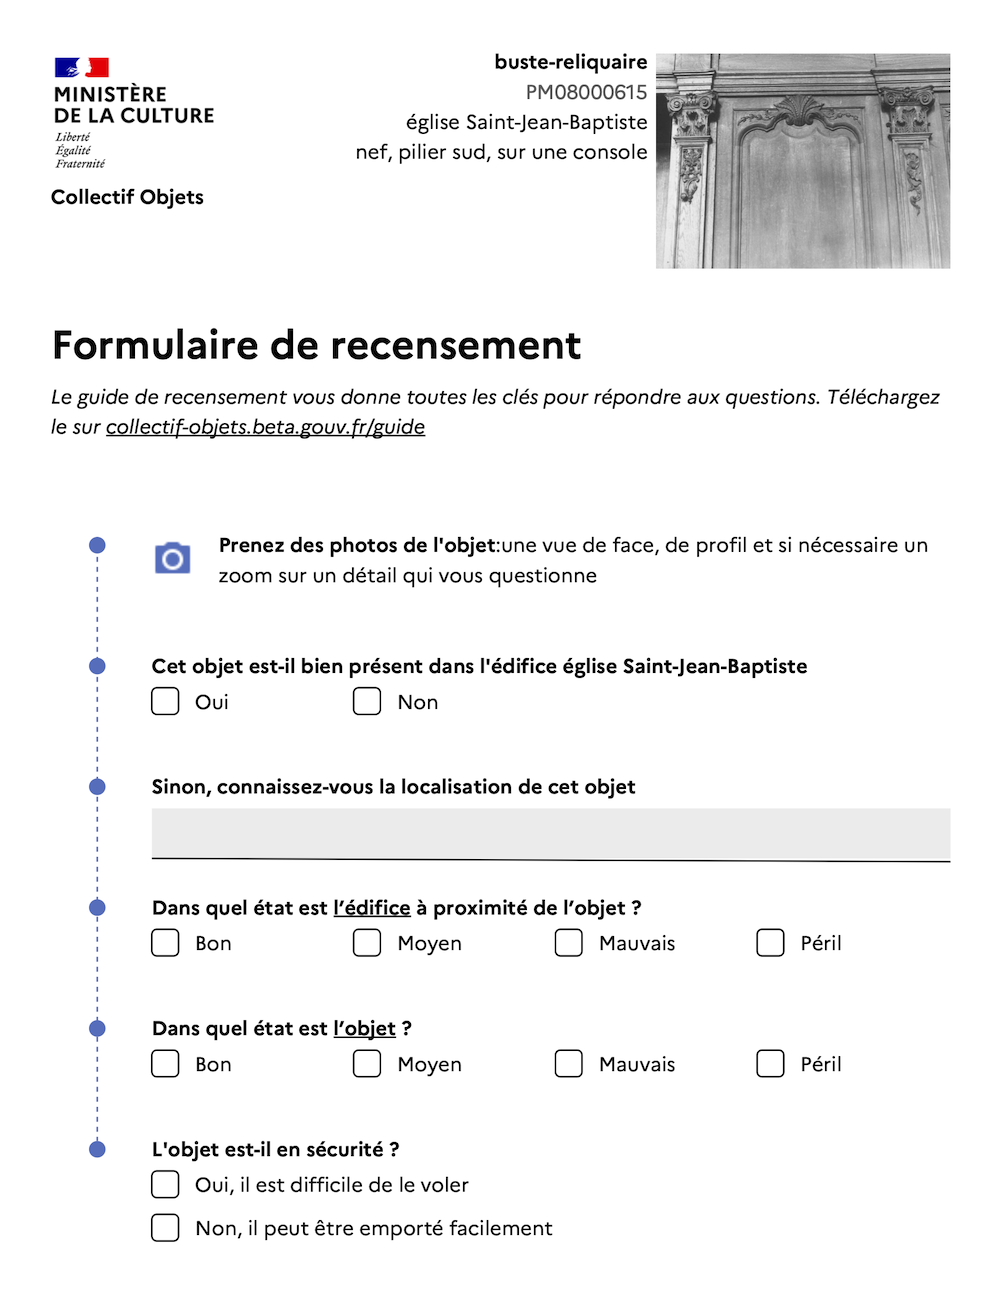 MINISTÈRE
DE LA CULTURE
Liberté
Égalité
Fraternité
Collectif Objets
buste-reliquaire
PM08000615
église Saint-Jean-Baptiste
nef, pilier sud, sur une console
Formulaire de recensement
Le guide de recensement vous donne toutes les clés pour répondre aux questions. Téléchargez
le sur collectif-objets.beta.gouv.fr/guide
Prenez des photos de l'objet:une vue de face, de profil et si nécessaire un
zoom sur un détail qui vous questionne
Cet objet est-il bien présent dans l'édifice église Saint-Jean-Baptiste
Oui Non
Sinon, connaissez-vous la localisation de cet objet
Dans quel état est l’édifice à proximité de l’objet ?
Bon Moyen Mauvais Péril
Dans quel état est l’objet ?
Bon Moyen Mauvais Péril
L'objet est-il en sécurité ?
Oui, il est difficile de le voler
Non, il peut être emporté facilement